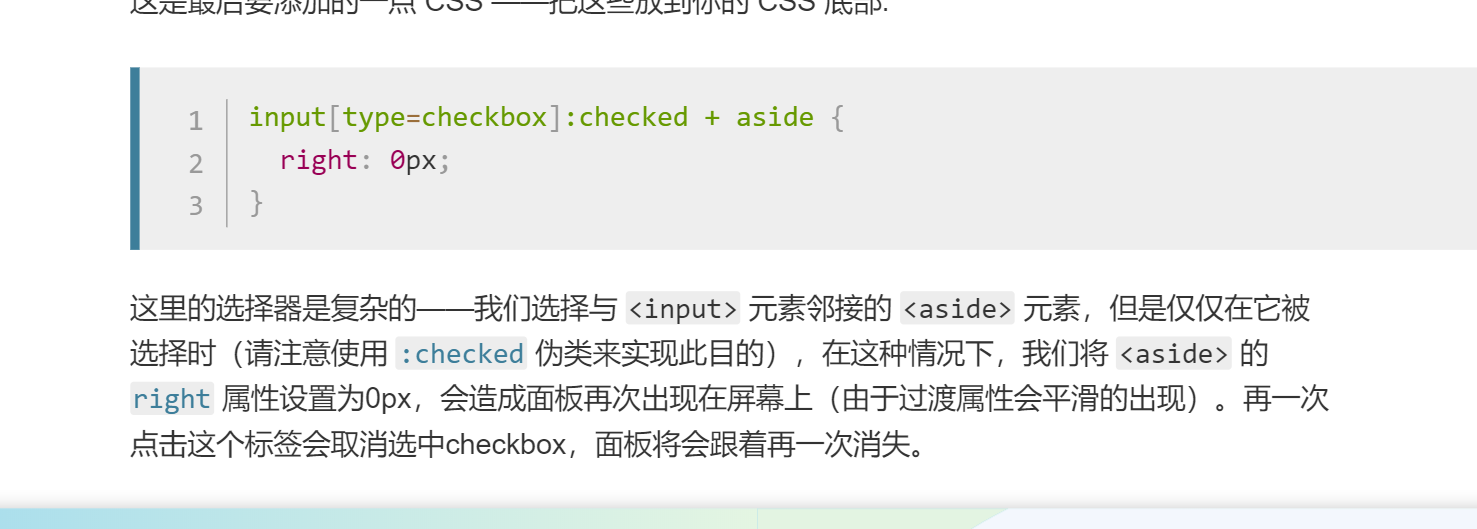 这是最后要添加的一点 CSS ——把这些放到你的 CSS 底部:
1 input[type=checkbox]:checked + aside {
2 right: 0px;
3 }
这里的选择器是复杂的——我们选择与 <input> 元素邻接的 <aside> 元素，但是仅仅在它被
选择时（请注意使用 :checked 伪类来实现此目的），在这种情况下，我们将 <aside> 的
right 属性设置为0px，会造成面板再次出现在屏幕上（由于过渡属性会平滑的出现）。再一次
点击这个标签会取消选中checkbox，面板将会跟着再一次消失。